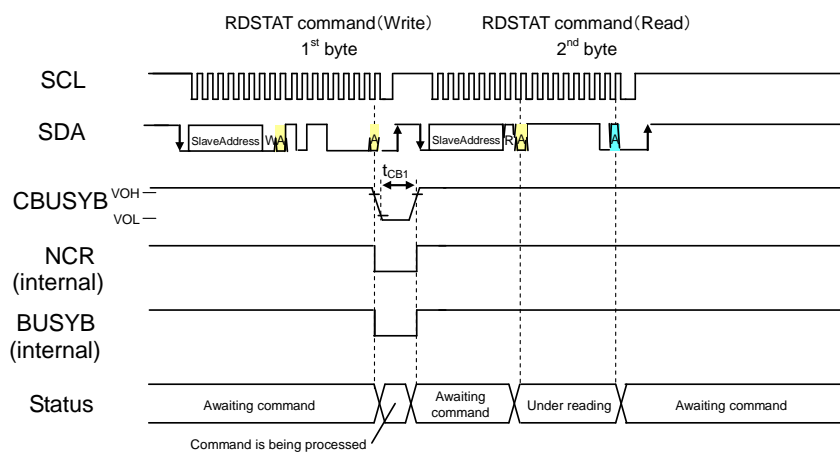 RDSTAT command(Write)
1st byte
RDSTAT command(Read)
2nd byte
SCL
SDA
SlaveAddress
W
A
A
SlaveAddress
R
A
A
tCB1
CBUSYB
VOH
VOL
NCR
(internal)
BUSYB
(internal)
Status
Awaiting command
Awaiting
command
Under reading
Awaiting command
Command is being processed